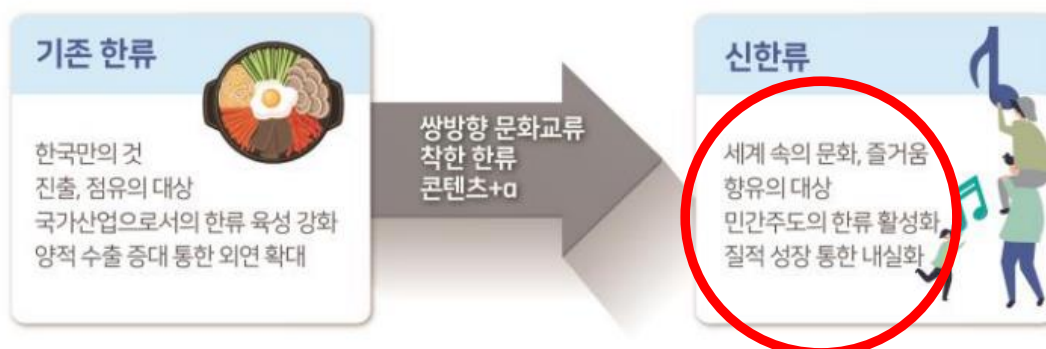 기존 한류
한국만의 것
진출, 점유의 대상
국가산업으로서의 한류 육성 강화
양적 수출 증대 통한 외연 확대
쌍방향 문화교류
착한 한류
콘텐츠+α
신한류
세계 속의 문화, 즐거움
향유의 대상
민간주도의 한류 활성화
질적 성장 통한 내실화